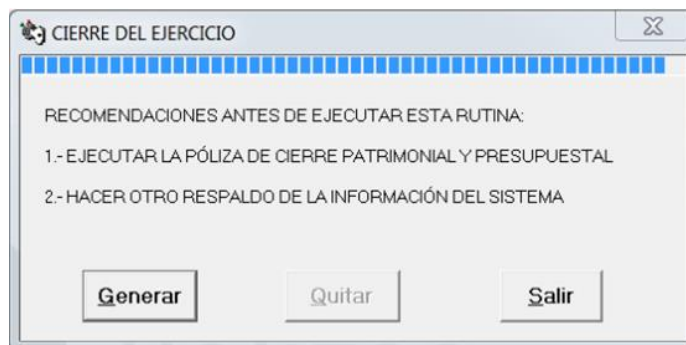 CIERRE DEL EJERCICIO
RECOMENDACIONES ANTES DE EJECUTAR ESTA RUTINA:
1.- EJECUTAR LA PÓLIZA DE CIERRE PATRIMONIAL Y PRESUPUESTAL
2.- HACER OTRO RESPALDO DE LA INFORMACIÓN DEL SISTEMA
Generar Quitar Salir